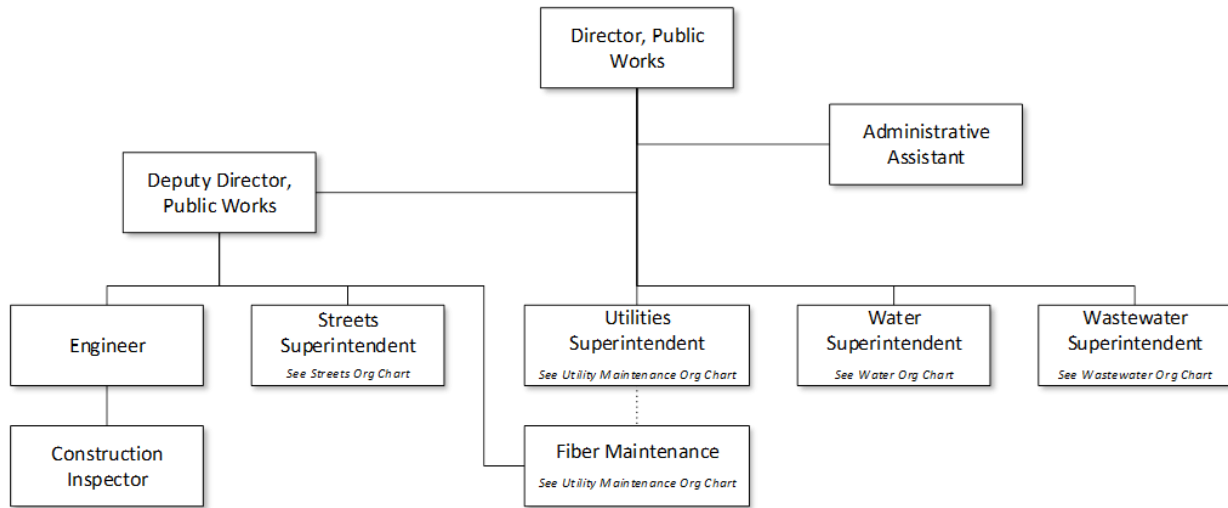 Director, Public
Works
Administrative
Assistant
Deputy Director,
Public Works
Engineer
Streets
Superintendent
See Streets Org Chart
Utilities
Superintendent
See Utility Maintenance Org Chart
Water
Superintendent
See Water Org Chart
Wastewater
Superintendent
See Wastewater Org Chart
Construction
Inspector
Fiber Maintenance
See Utility Maintenance Org Chart